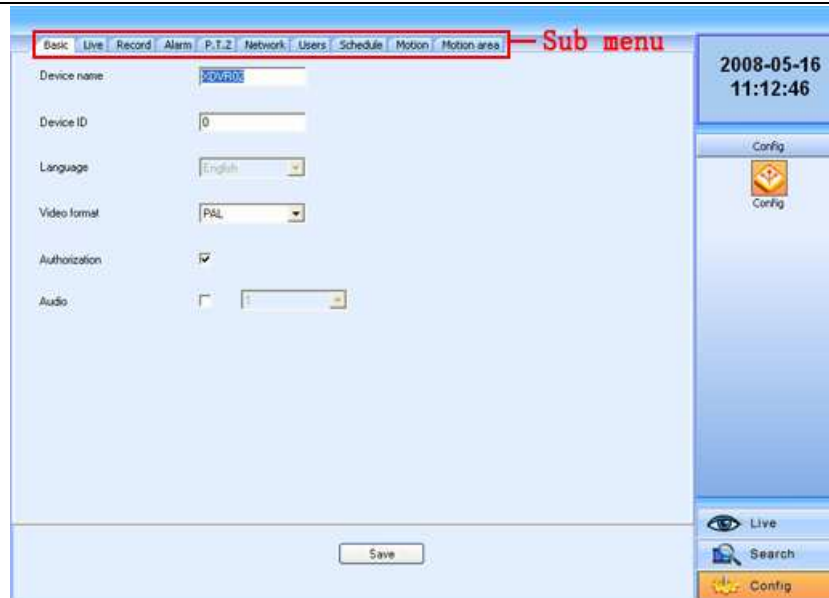 Basic Live Record Alarm P.T.Z Network Users Schedule Motion Motion area Sub menu
Device name XDVR02
Device ID 0
Language English
Video format PAL
Authorization
Audio 1
Save
2008-05-16
11:12:46
Config
Config
Live
Search
Config